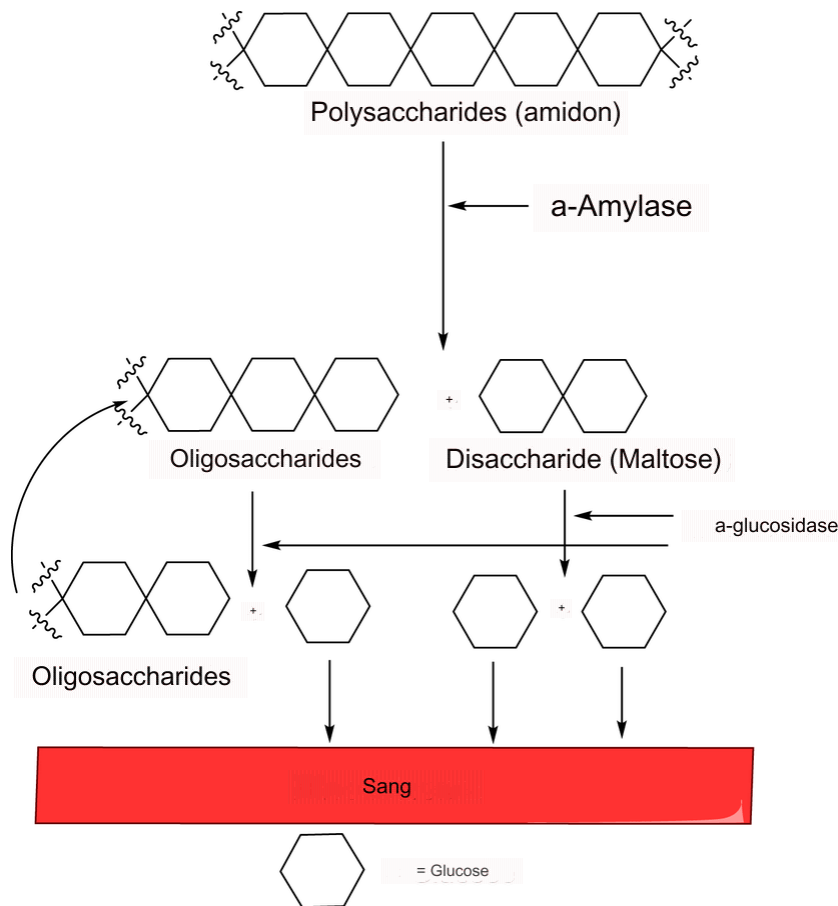 Polysaccharides (amidon)
a-Amylase
+
Oligosaccharides
Disaccharide (Maltose)
a-glucosidase
+
+
Oligosaccharides
Sang
= Glucose